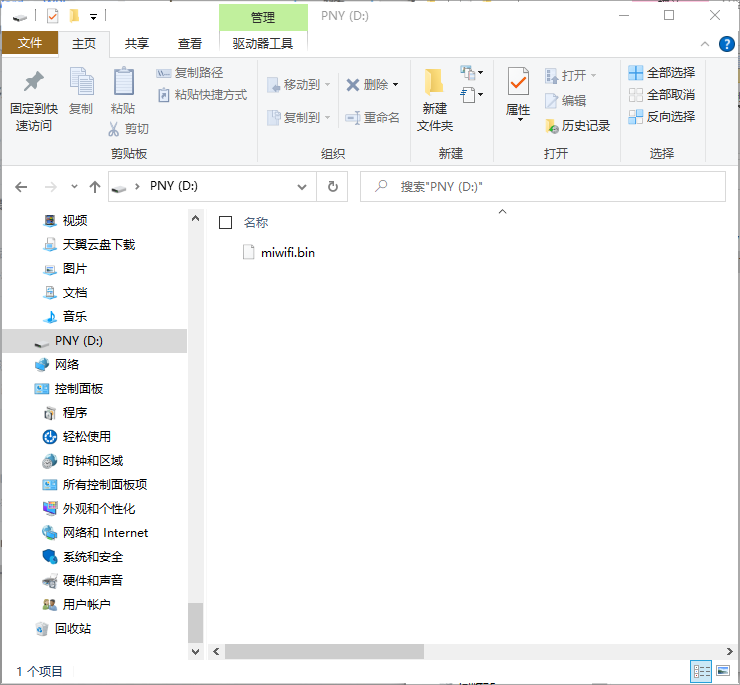 管理
PNY (D:)
文件
主页
共享
查看
驱动器工具
固定到快
速访问
复制
粘贴
复制路径
粘贴快捷方式
剪切
剪贴板
移动到
复制到
删除
重命名
组织
新建
文件夹
新建
属性
打开
编辑
历史记录
打开
全部选择
全部取消
反向选择
选择
PNY (D:)
搜索"PNY (D:)"
视频
天翼云盘下载
图片
文档
音乐
PNY (D:)
网络
控制面板
程序
轻松使用
时钟和区域
所有控制面板项
外观和个性化
网络和 Internet
系统和安全
硬件和声音
用户帐户
回收站
名称
miwifi.bin
1 个项目